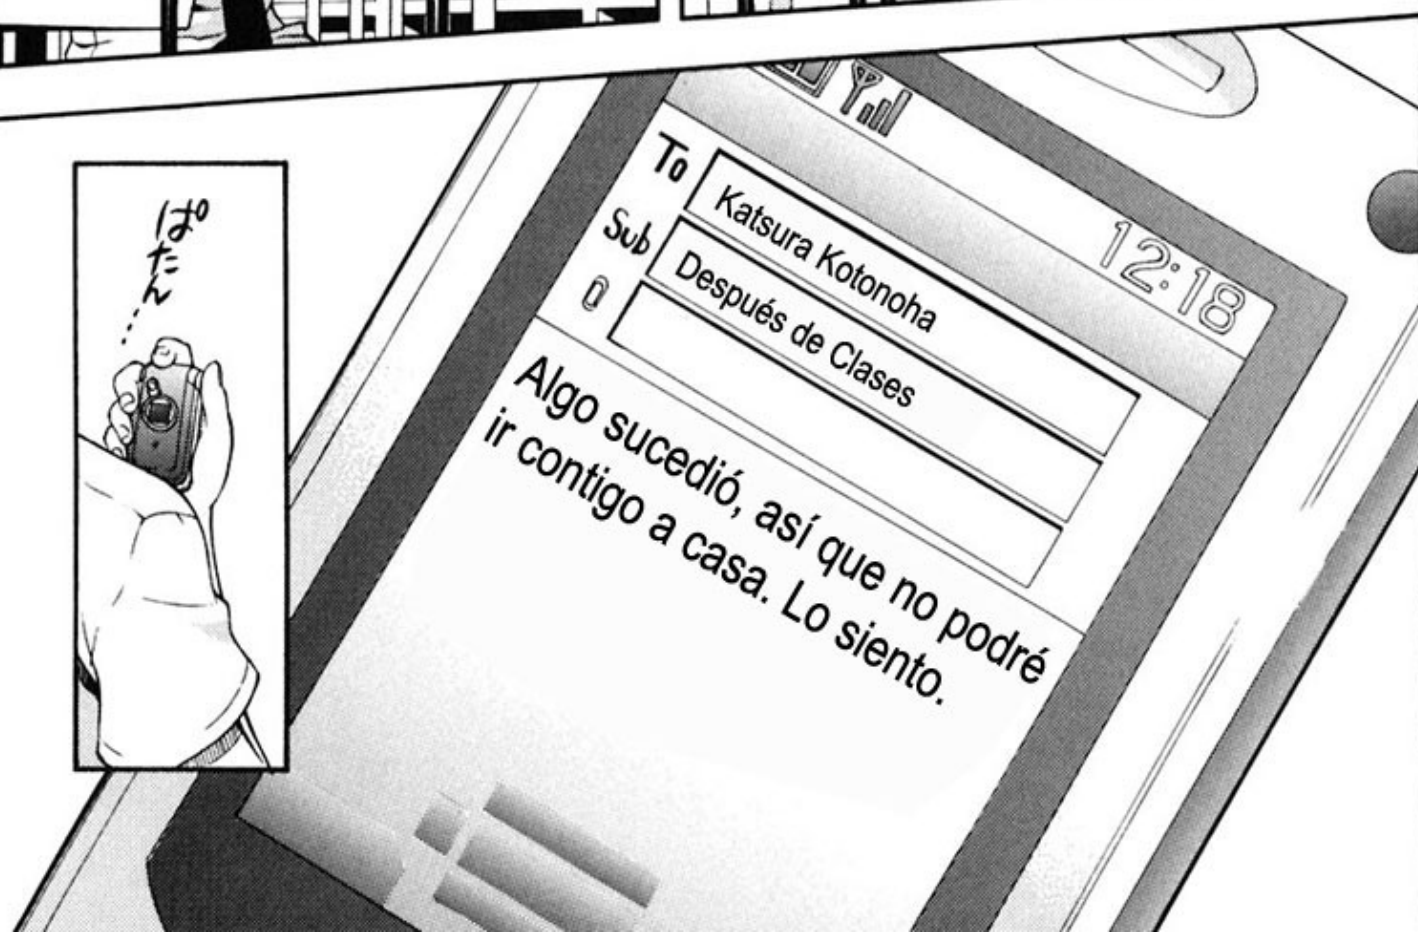 12:18
To
Katsura Kotonoha
Sub
Después de Clases
Algo sucedió, así que no podré
ir contigo a casa. Lo siento.
ぱたん…